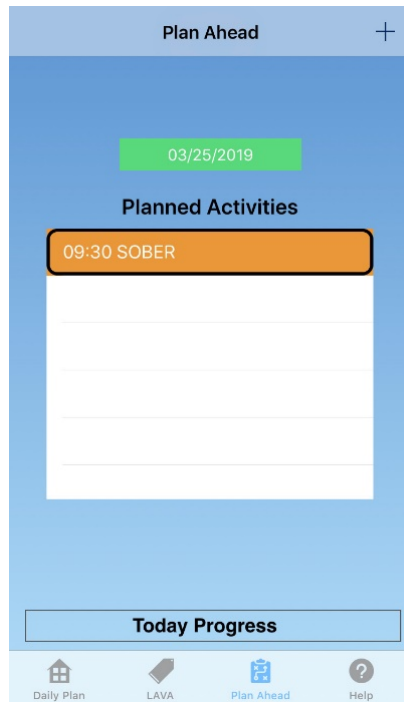 Plan Ahead +
03/25/2019
Planned Activities
09:30 SOBER
Today Progress
Daily Plan LAVA Plan Ahead Help